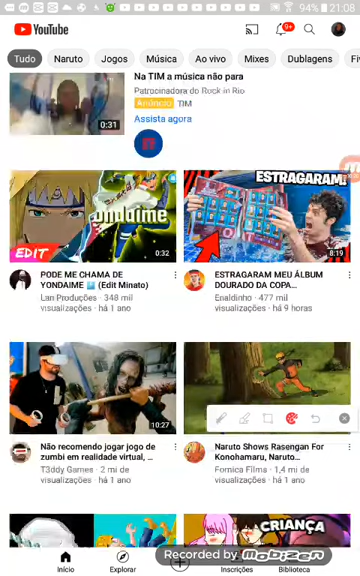 94% 21:08
YouTube
9+
Tudo Naruto Jogos Música Ao vivo Mixes Dublagens
Na TIM a música não para
Patrocinadora do Rock in Rio
Anúncio TIM
Assista agora
0:31
Yondaime
EDIT
0:32
ESTRAGARAM!
8:19
PODE ME CHAMA DE
YONDAIME (Edit Minato)
Lan Produções · 348 mil
visualizações · há 1 ano
ESTRAGARAM MEU ÁLBUM
DOURADO DA COPA...
Enaldinho · 477 mil
visualizações · há 9 horas
10:27
Não recomendo jogar jogo de
zumbi em realidade virtual, ...
T3ddy Games · 2 mi de
visualizações · há 1 ano
Naruto Shows Rasengan For
Konohamaru, Naruto...
Fornica Films · 1,4 mi de
visualizações · há 1 ano
CRIANÇA
Recorded by Mobizen
Início Explorar Inscrições Biblioteca